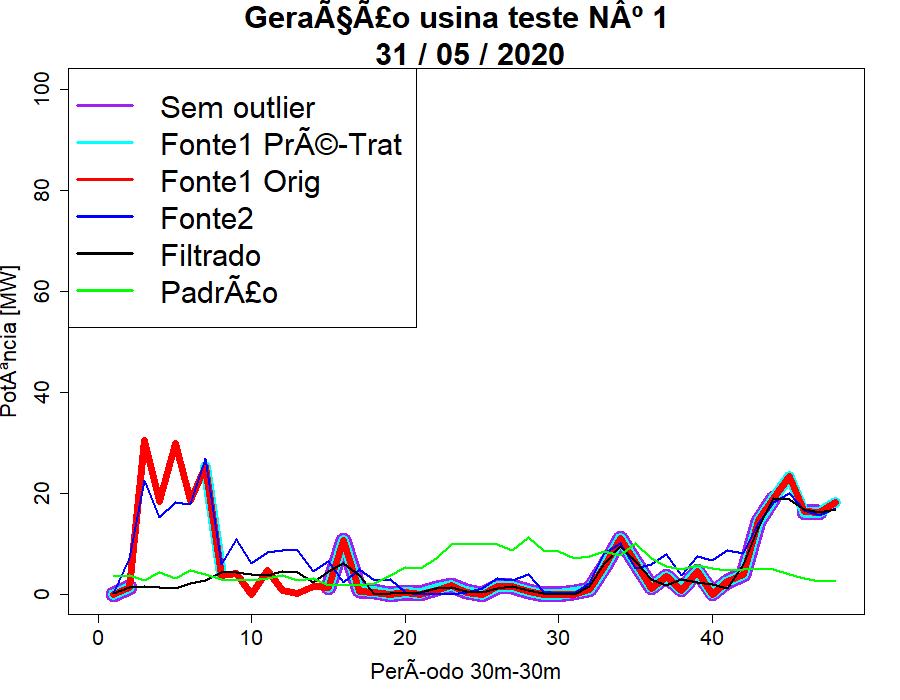 GeraÃ§Ã£o usina teste NÂº 1
31 / 05 / 2020
Sem outlier
Fonte1 PrÃ©-Trat
Fonte1 Orig
Fonte2
Filtrado
PadrÃ£o
PotÃªncia [MW]
100
80
60
40
20
0
0
10
20
30
40
PerÃ­-odo 30m-30m